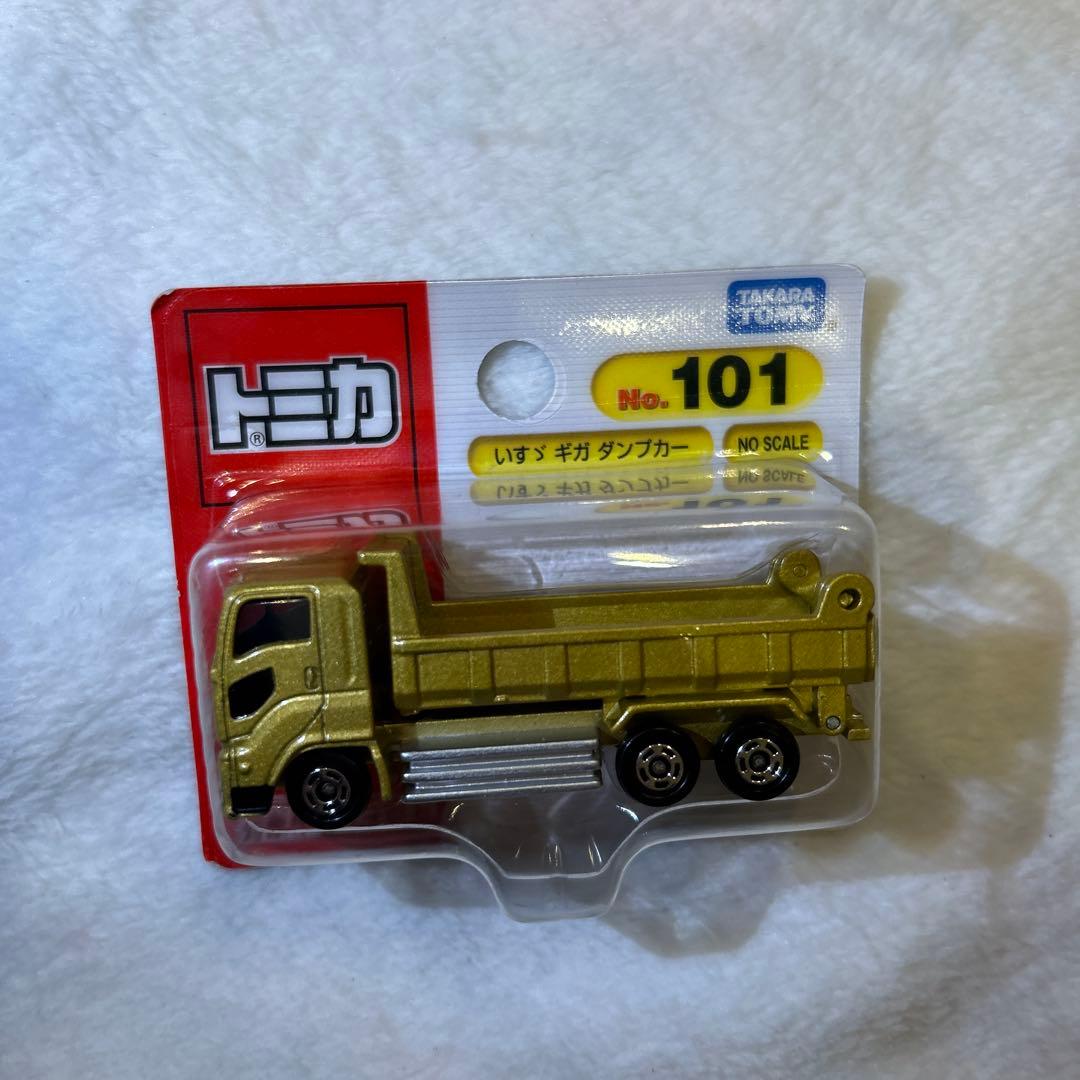 TAKARA
TOMY
トミカ®
No. 101
いすゞ ギガ ダンプカー
NO SCALE